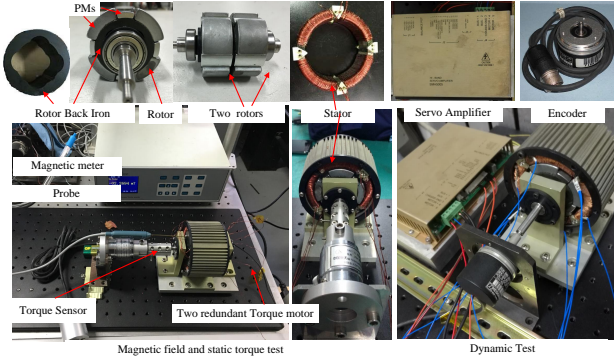 PMs
Rotor Back Iron
Rotor
Two rotors
Stator
Servo Amplifier
Encoder
Magnetic meter
Probe
Torque Sensor
Two redundant Torque motor
Magnetic field and static torque test
Dynamic Test